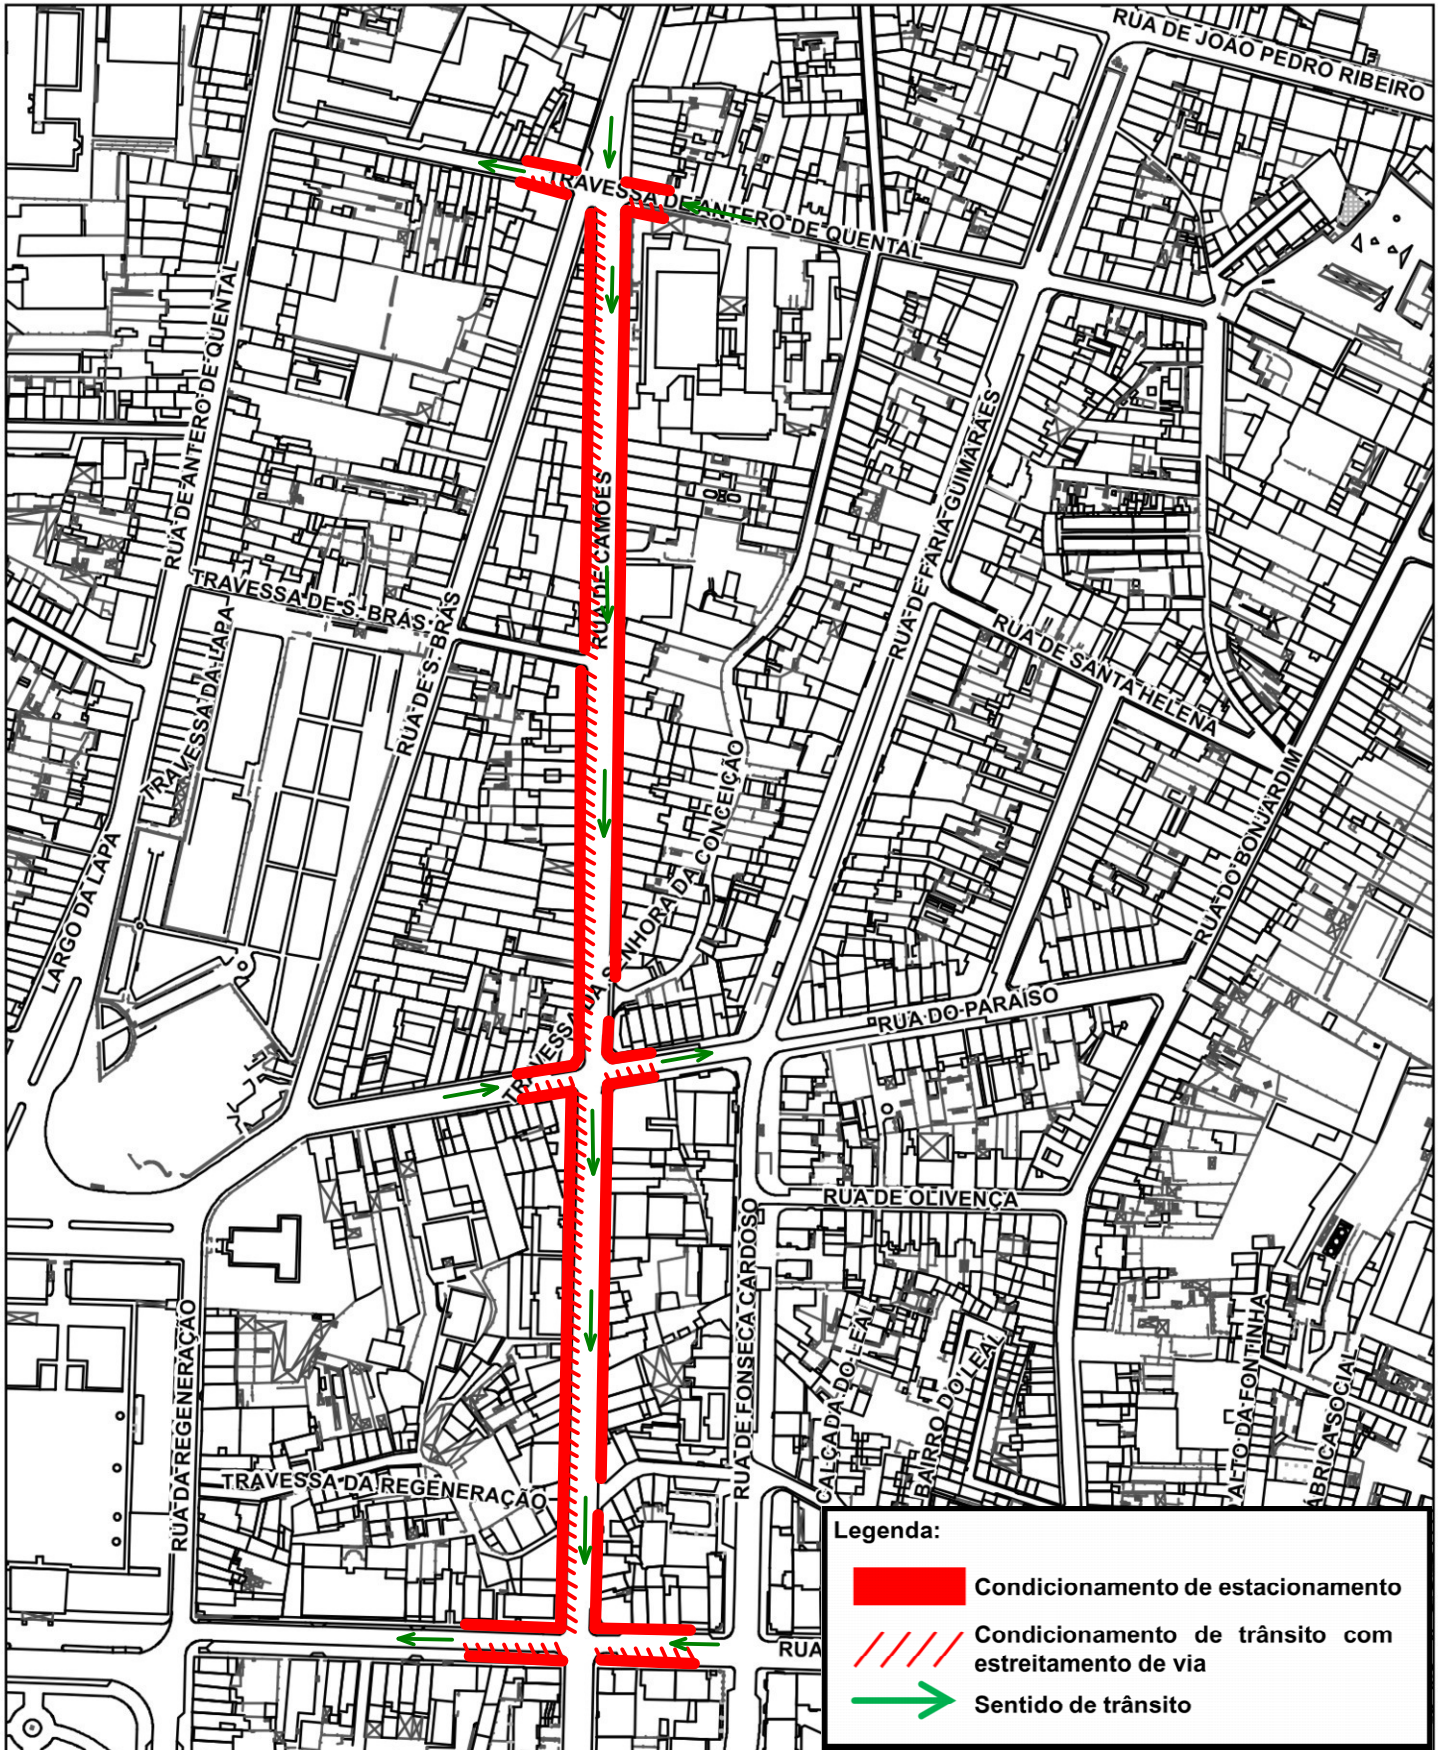 RUA DE JOÃO PEDRO RIBEIRO
TRAVESSA DE ANTERO DE QUENTAL
RUA DE ANTERO DE QUENTAL
RUA DE CAMÕES
RUA DE FARIA GUIMARÃES
TRAVESSA DE S. BRÁS
RUA DE S. BRÁS
TRAVESSA DA LAPA
RUA DE SANTA HELENA
LARGO DA LAPA
TRAVESSA DA SENHORA DA CONCEIÇÃO
RUA DO BONJARDIM
RUA DO PARAÍSO
RUA DE OLIVENÇA
RUA DE FONSECA CARDOSO
RUA DA REGENERAÇÃO
TRAVESSA DA REGENERAÇÃO
CALÇADA DO LEAL
BAIRRO DO LEAL
ALTO DA FONTINHA
ÁBRICA SOCIAL
RUA
Legenda:
Condicionamento de estacionamento
Condicionamento de trânsito com
estreitamento de via
Sentido de trânsito